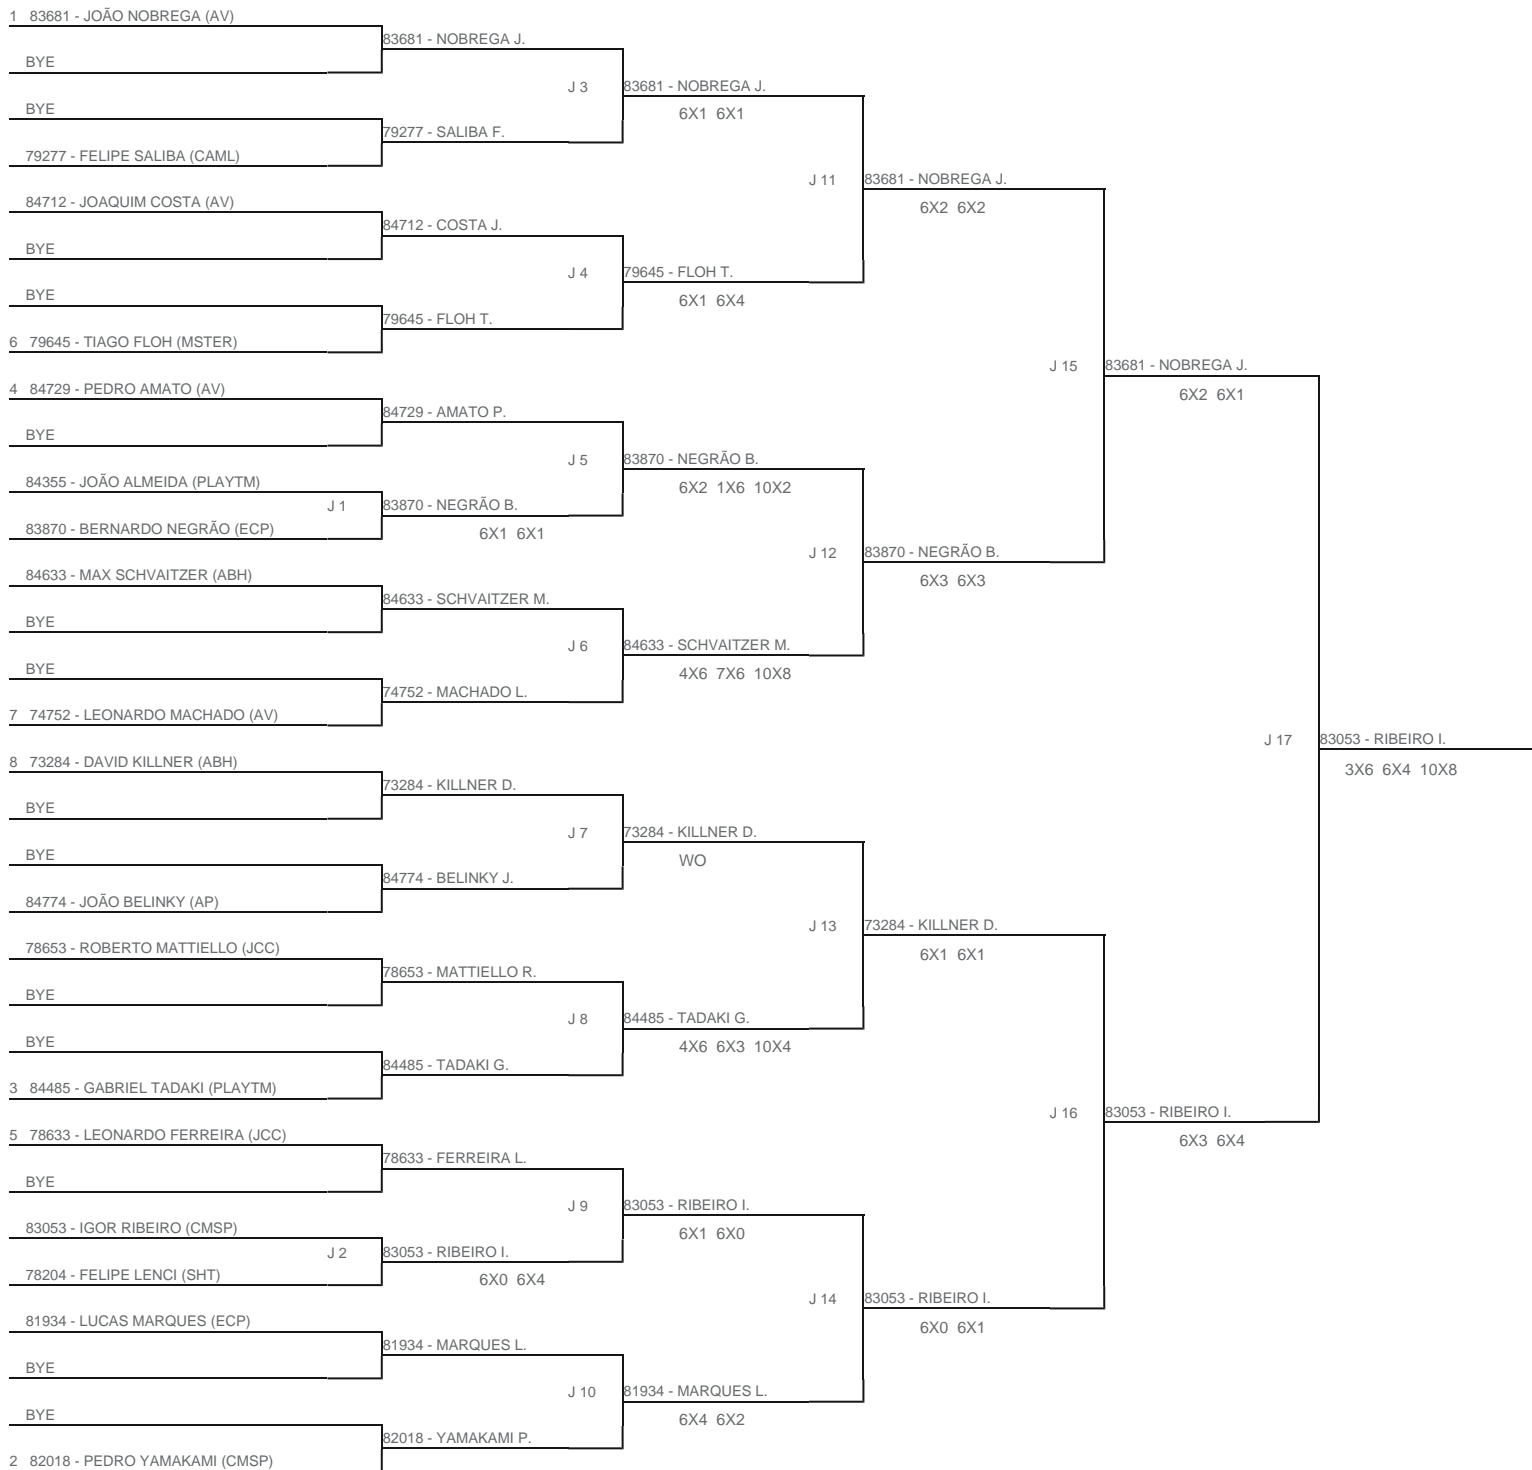 1 83681 - JOÃO NOBREGA (AV)
83681 - NOBREGA J.
BYE
J 3 83681 - NOBREGA J.
BYE
6X1 6X1
79277 - SALIBA F.
79277 - FELIPE SALIBA (CAML)
J 11 83681 - NOBREGA J.
84712 - JOAQUIM COSTA (AV)
6X2 6X2
84712 - COSTA J.
BYE
J 4 79645 - FLOH T.
BYE
6X1 6X4
79645 - FLOH T.
6 79645 - TIAGO FLOH (MSTER)
J 15 83681 - NOBREGA J.
4 84729 - PEDRO AMATO (AV)
6X2 6X1
84729 - AMATO P.
BYE
J 5 83870 - NEGRÃO B.
84355 - JOÃO ALMEIDA (PLAYTM)
6X2 1X6 10X2
J 1 83870 - NEGRÃO B.
83870 - BERNARDO NEGRÃO (ECP)
6X1 6X1
J 12 83870 - NEGRÃO B.
84633 - MAX SCHVAITZER (ABH)
6X3 6X3
84633 - SCHVAITZER M.
BYE
J 6 84633 - SCHVAITZER M.
BYE
4X6 7X6 10X8
74752 - MACHADO L.
7 74752 - LEONARDO MACHADO (AV)
J 17 83053 - RIBEIRO I.
8 73284 - DAVID KILLNER (ABH)
3X6 6X4 10X8
73284 - KILLNER D.
BYE
J 7 73284 - KILLNER D.
BYE
WO
84774 - BELINKY J.
84774 - JOÃO BELINKY (AP)
J 13 73284 - KILLNER D.
78653 - ROBERTO MATTIELLO (JCC)
6X1 6X1
78653 - MATTIELLO R.
BYE
J 8 84485 - TADAKI G.
BYE
4X6 6X3 10X4
84485 - TADAKI G.
3 84485 - GABRIEL TADAKI (PLAYTM)
J 16 83053 - RIBEIRO I.
5 78633 - LEONARDO FERREIRA (JCC)
6X3 6X4
78633 - FERREIRA L.
BYE
J 9 83053 - RIBEIRO I.
83053 - IGOR RIBEIRO (CMSP)
6X1 6X0
J 2 83053 - RIBEIRO I.
78204 - FELIPE LENCI (SHT)
6X0 6X4
J 14 83053 - RIBEIRO I.
81934 - LUCAS MARQUES (ECP)
6X0 6X1
81934 - MARQUES L.
BYE
J 10 81934 - MARQUES L.
BYE
6X4 6X2
82018 - YAMAKAMI P.
2 82018 - PEDRO YAMAKAMI (CMSP)